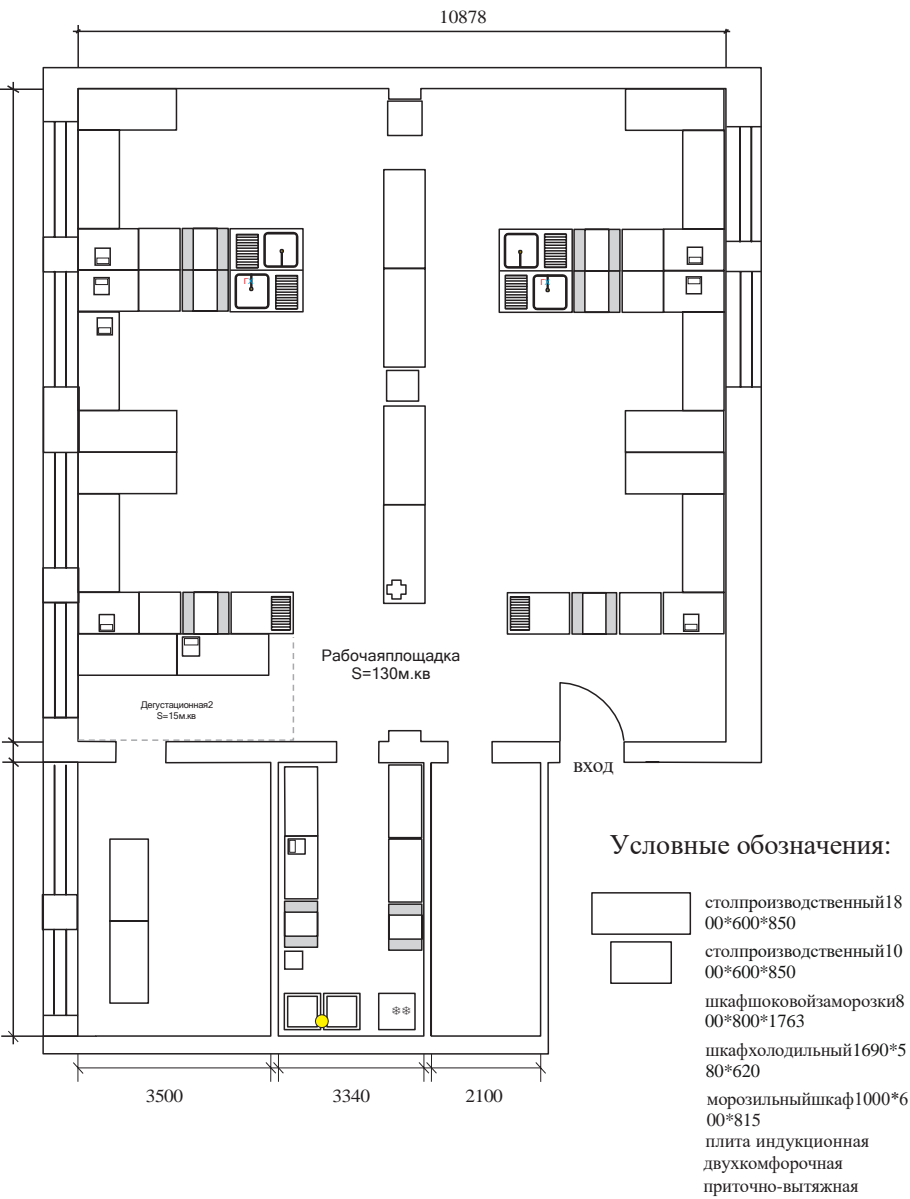 10878
Рабочаяплощадка
S=130м.кв
Дегустационная2
S=15м.кв
вход
Условные обозначения:
столпроизводственный18
00*600*850
столпроизводственный10
00*600*850
шкафшоковойзаморозки8
00*800*1763
шкафхолодильный1690*5
80*620
морозильныйшкаф1000*6
00*815
плита индукционная
двухкомфорочная
приточно-вытяжная
3500
3340
2100